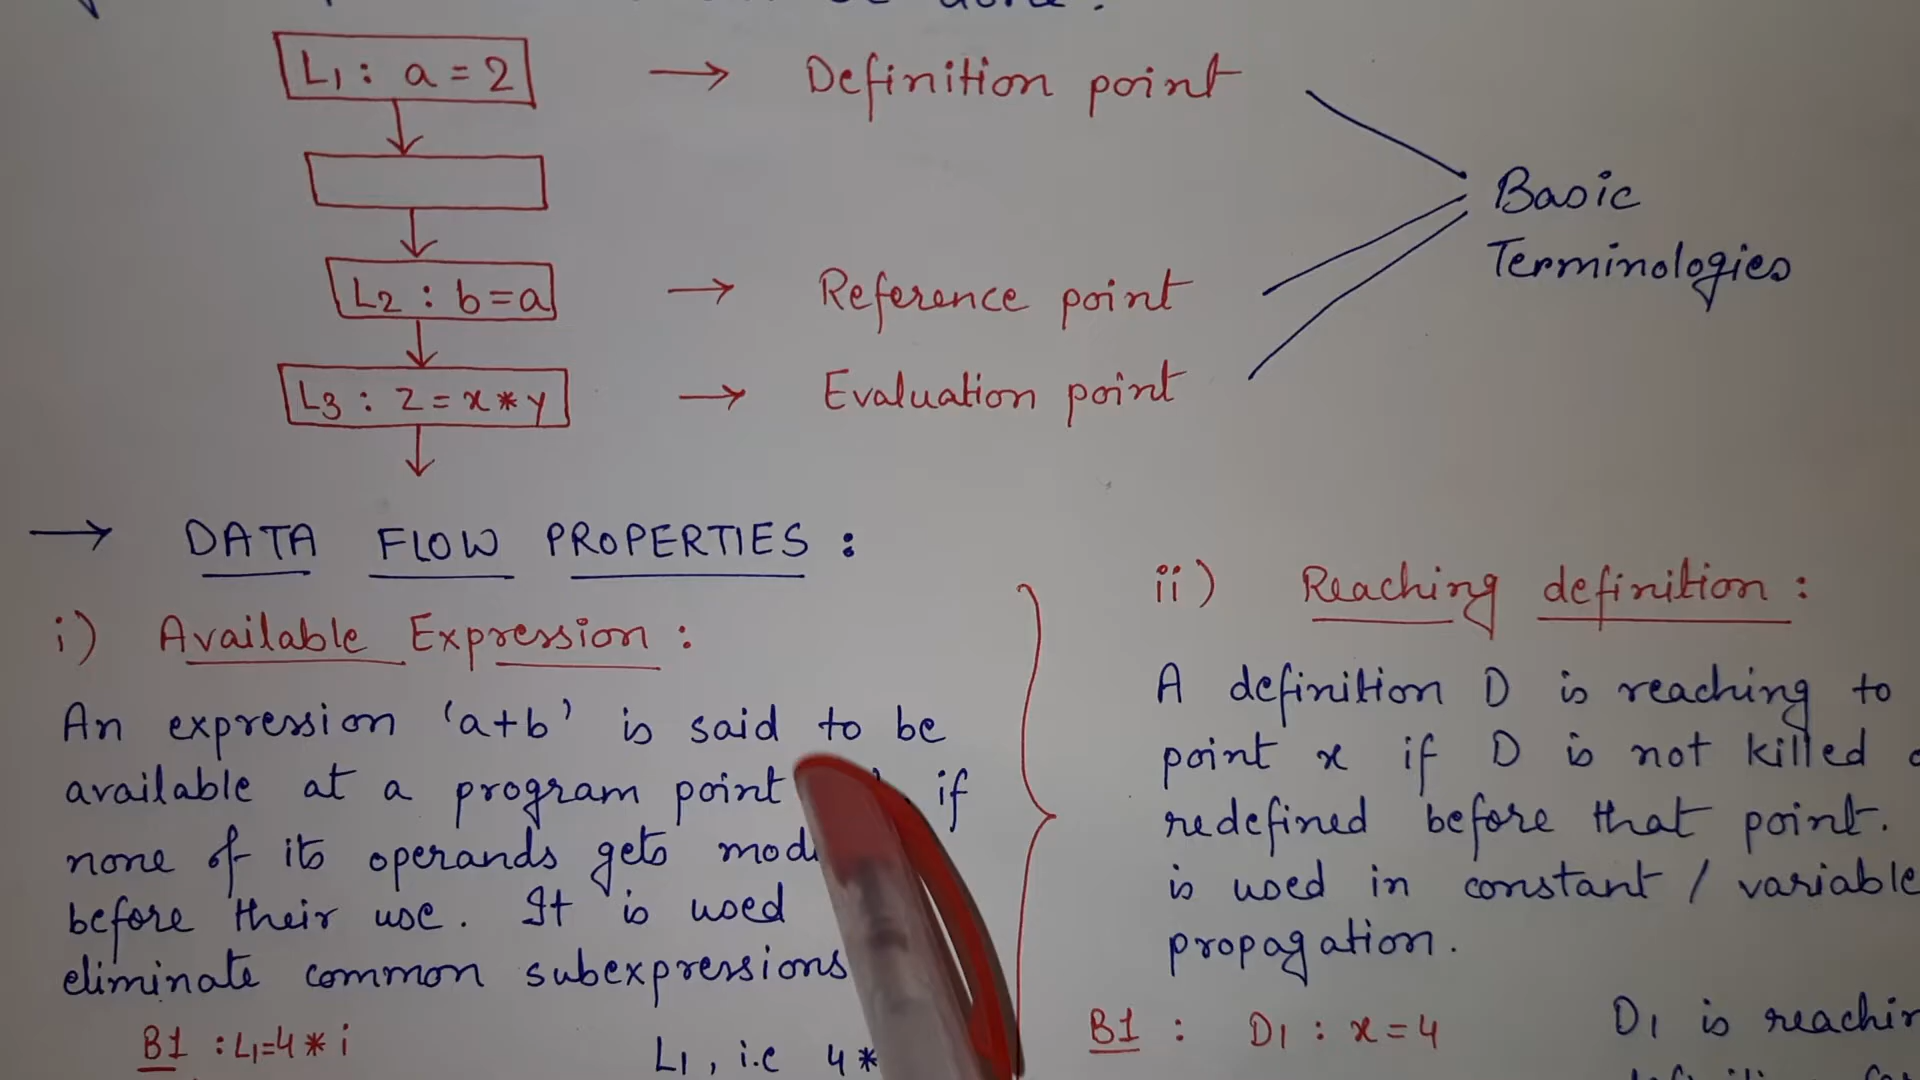 L1 : a = 2 → Definition point
Basic
Terminologies
L2 : b = a → Reference point
L3 : z = x * y → Evaluation point
→ DATA FLOW PROPERTIES :
i) Available Expression :
An expression 'a+b' is said to be
available at a program point if
none of its operands gets
before their use. It is used
eliminate common subexpressions
B1 : L1=4 * i
L1, i.e 4 *
ii) Reaching definition :
A definition D is reaching to
point x if D is not killed
redefined before that point.
is used in constant / variable
propagation.
B1 : D1 : x = 4
D1 is